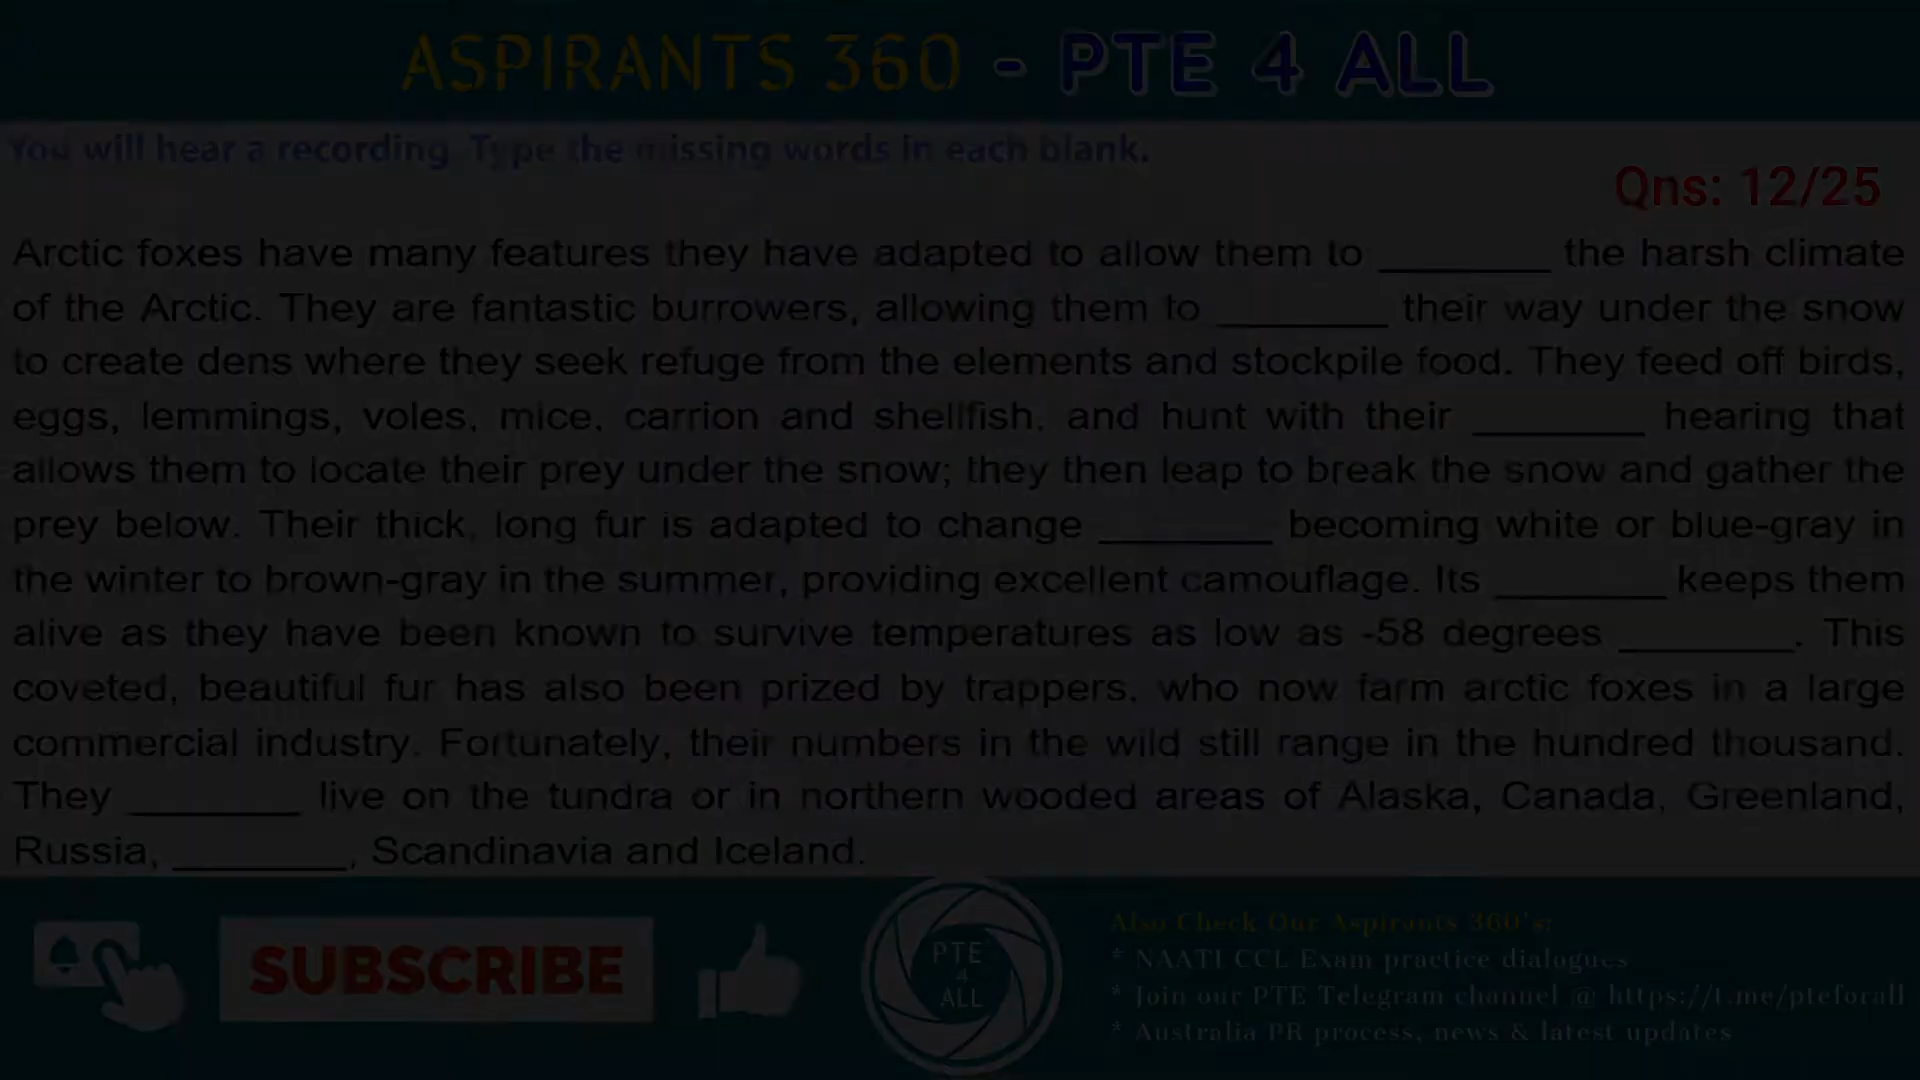 ASPIRANTS 360 - PTE 4 ALL
You will hear a recording. Type the missing words in each blank.
Qns: 12/25
Arctic foxes have many features they have adapted to allow them to ________ the harsh climate
of the Arctic. They are fantastic burrowers, allowing them to ________ their way under the snow
to create dens where they seek refuge from the elements and stockpile food. They feed off birds,
eggs, lemmings, voles, mice, carrion and shellfish, and hunt with their ________ hearing that
allows them to locate their prey under the snow; they then leap to break the snow and gather the
prey below. Their thick, long fur is adapted to change ________ becoming white or blue-gray in
the winter to brown-gray in the summer, providing excellent camouflage. Its ________ keeps them
alive as they have been known to survive temperatures as low as -58 degrees ________. This
coveted, beautiful fur has also been prized by trappers, who now farm arctic foxes in a large
commercial industry. Fortunately, their numbers in the wild still range in the hundred thousand.
They ________ live on the tundra or in northern wooded areas of Alaska, Canada, Greenland,
Russia, ________, Scandinavia and Iceland.
SUBSCRIBE
PTE
4
ALL
Also Check Our Aspirants 360's:
* NAATI CCL Exam practice dialogues
* Join our PTE Telegram channel @ https://t.me/pteforall
* Australia PR process, news & latest updates